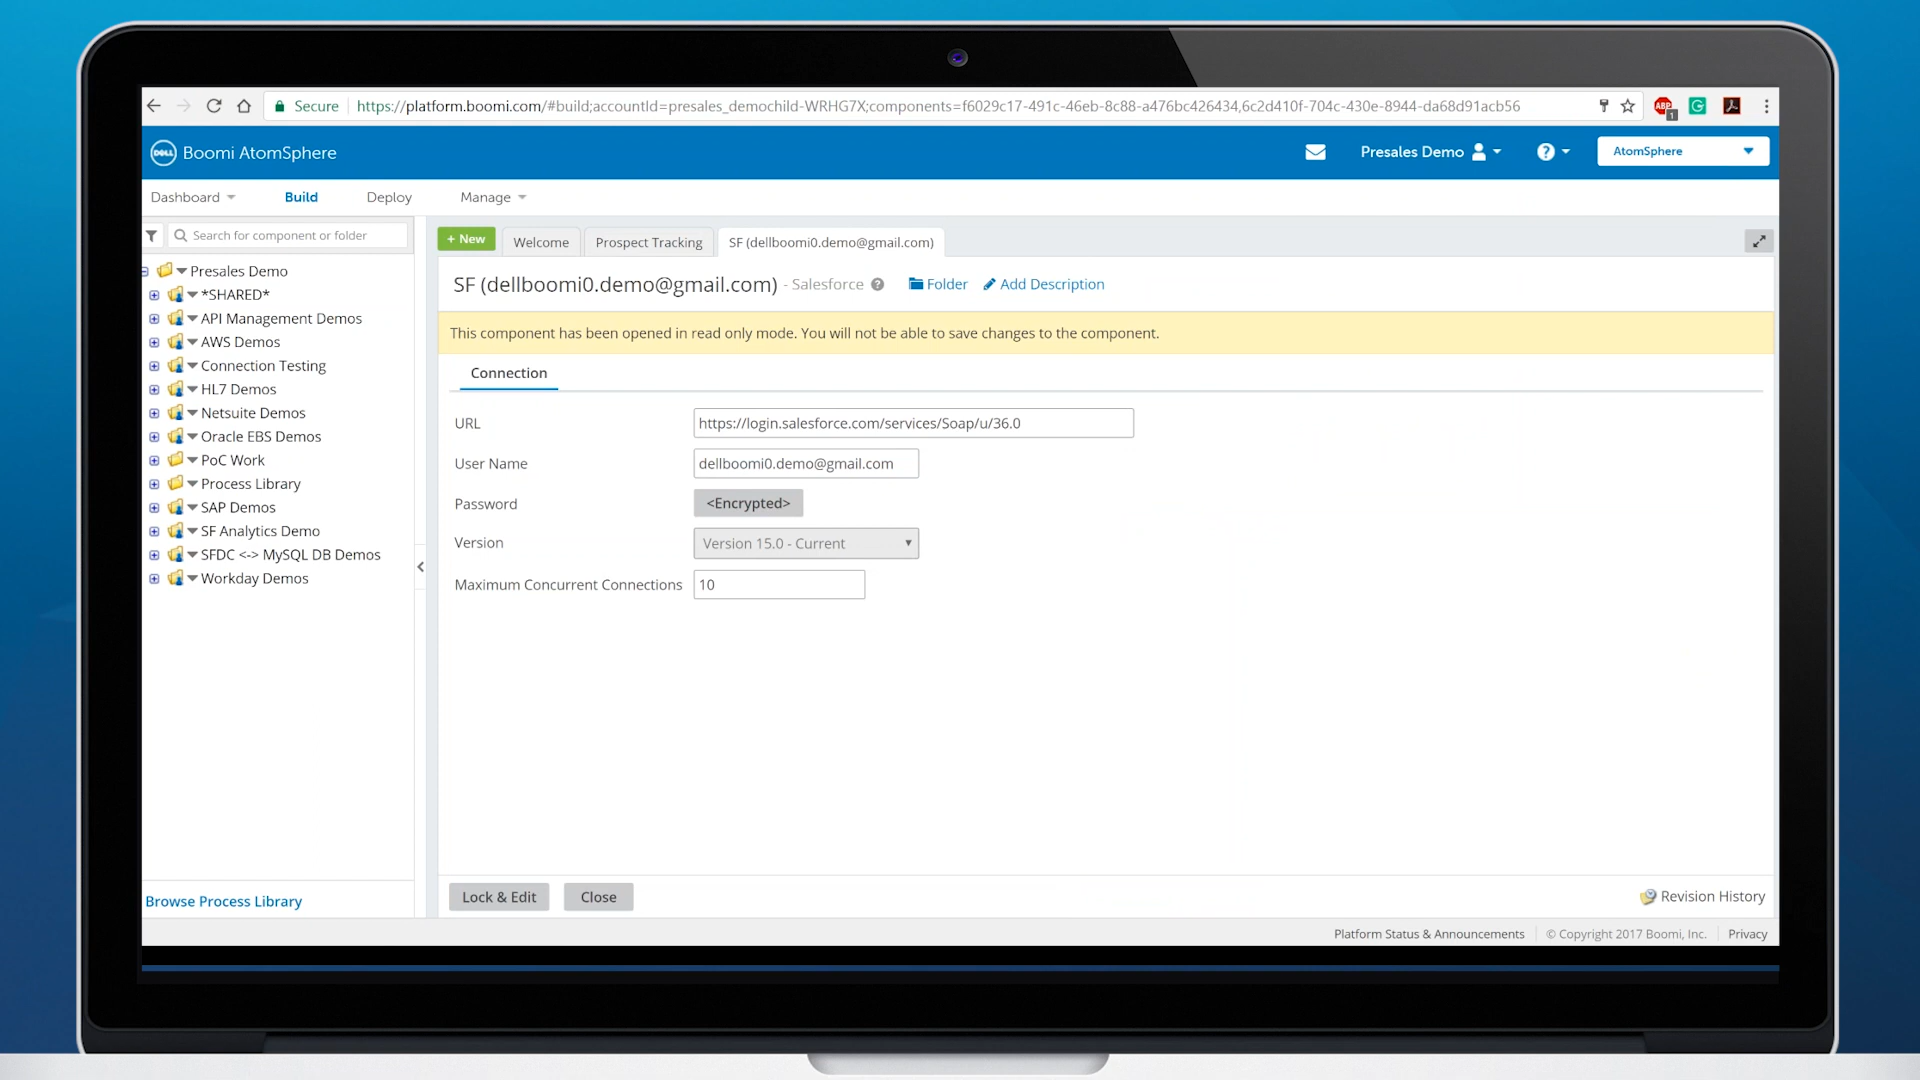 Secure https://platform.boomi.com/#build;accountId=presales_demochild-WRHG7X;components=f6029c17-491c-46eb-8c88-a476bc426434,6c2d410f-704c-430e-8944-da68d91acb56
ABP
1
DELL Boomi AtomSphere
Presales Demo
?
AtomSphere
Dashboard Build Deploy Manage
Search for component or folder
+ New Welcome Prospect Tracking SF (dellboomi0.demo@gmail.com)
Presales Demo
*SHARED*
API Management Demos
AWS Demos
Connection Testing
HL7 Demos
Netsuite Demos
Oracle EBS Demos
PoC Work
Process Library
SAP Demos
SF Analytics Demo
SFDC <-> MySQL DB Demos
Workday Demos
Browse Process Library
SF (dellboomi0.demo@gmail.com) - Salesforce ? Folder Add Description
This component has been opened in read only mode. You will not be able to save changes to the component.
Connection
URL https://login.salesforce.com/services/Soap/u/36.0
User Name dellboomi0.demo@gmail.com
Password <Encrypted>
Version Version 15.0 - Current
Maximum Concurrent Connections 10
Lock & Edit Close Revision History
Platform Status & Announcements © Copyright 2017 Boomi, Inc. Privacy